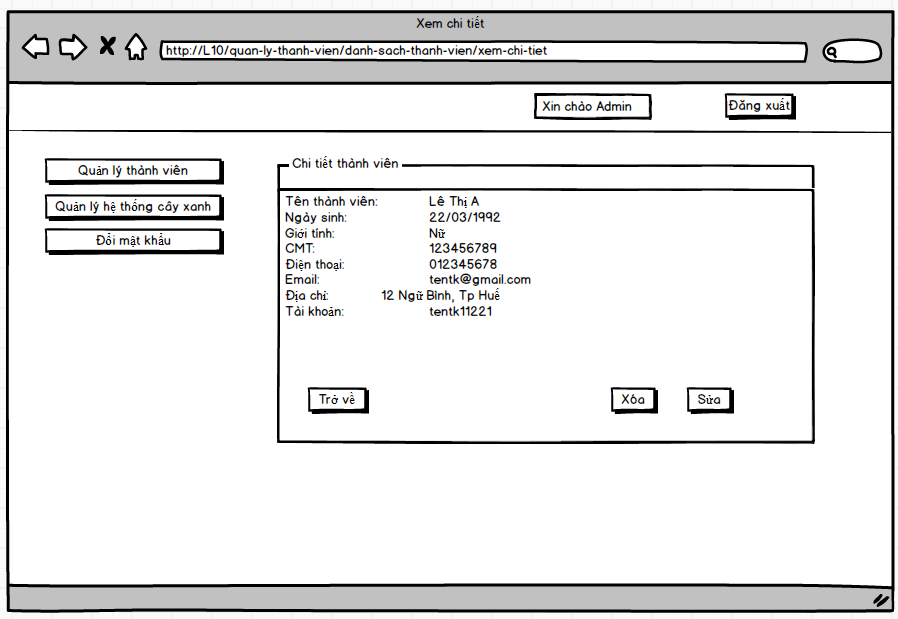 Xem chi tiết
http://L10/quan-ly-thanh-vien/danh-sach-thanh-vien/xem-chi-tiet
Xin chào Admin
Đăng xuất
Quản lý thành viên
Quản lý hệ thống cây xanh
Đổi mật khẩu
Chi tiết thành viên
Tên thành viên: Lê Thị A
Ngày sinh: 22/03/1992
Giới tính: Nữ
CMT: 123456789
Điện thoại: 012345678
Email: tentk@gmail.com
Địa chỉ: 12 Ngữ Bình, Tp Huế
Tài khoản: tentk11221
Trở về
Xóa
Sửa